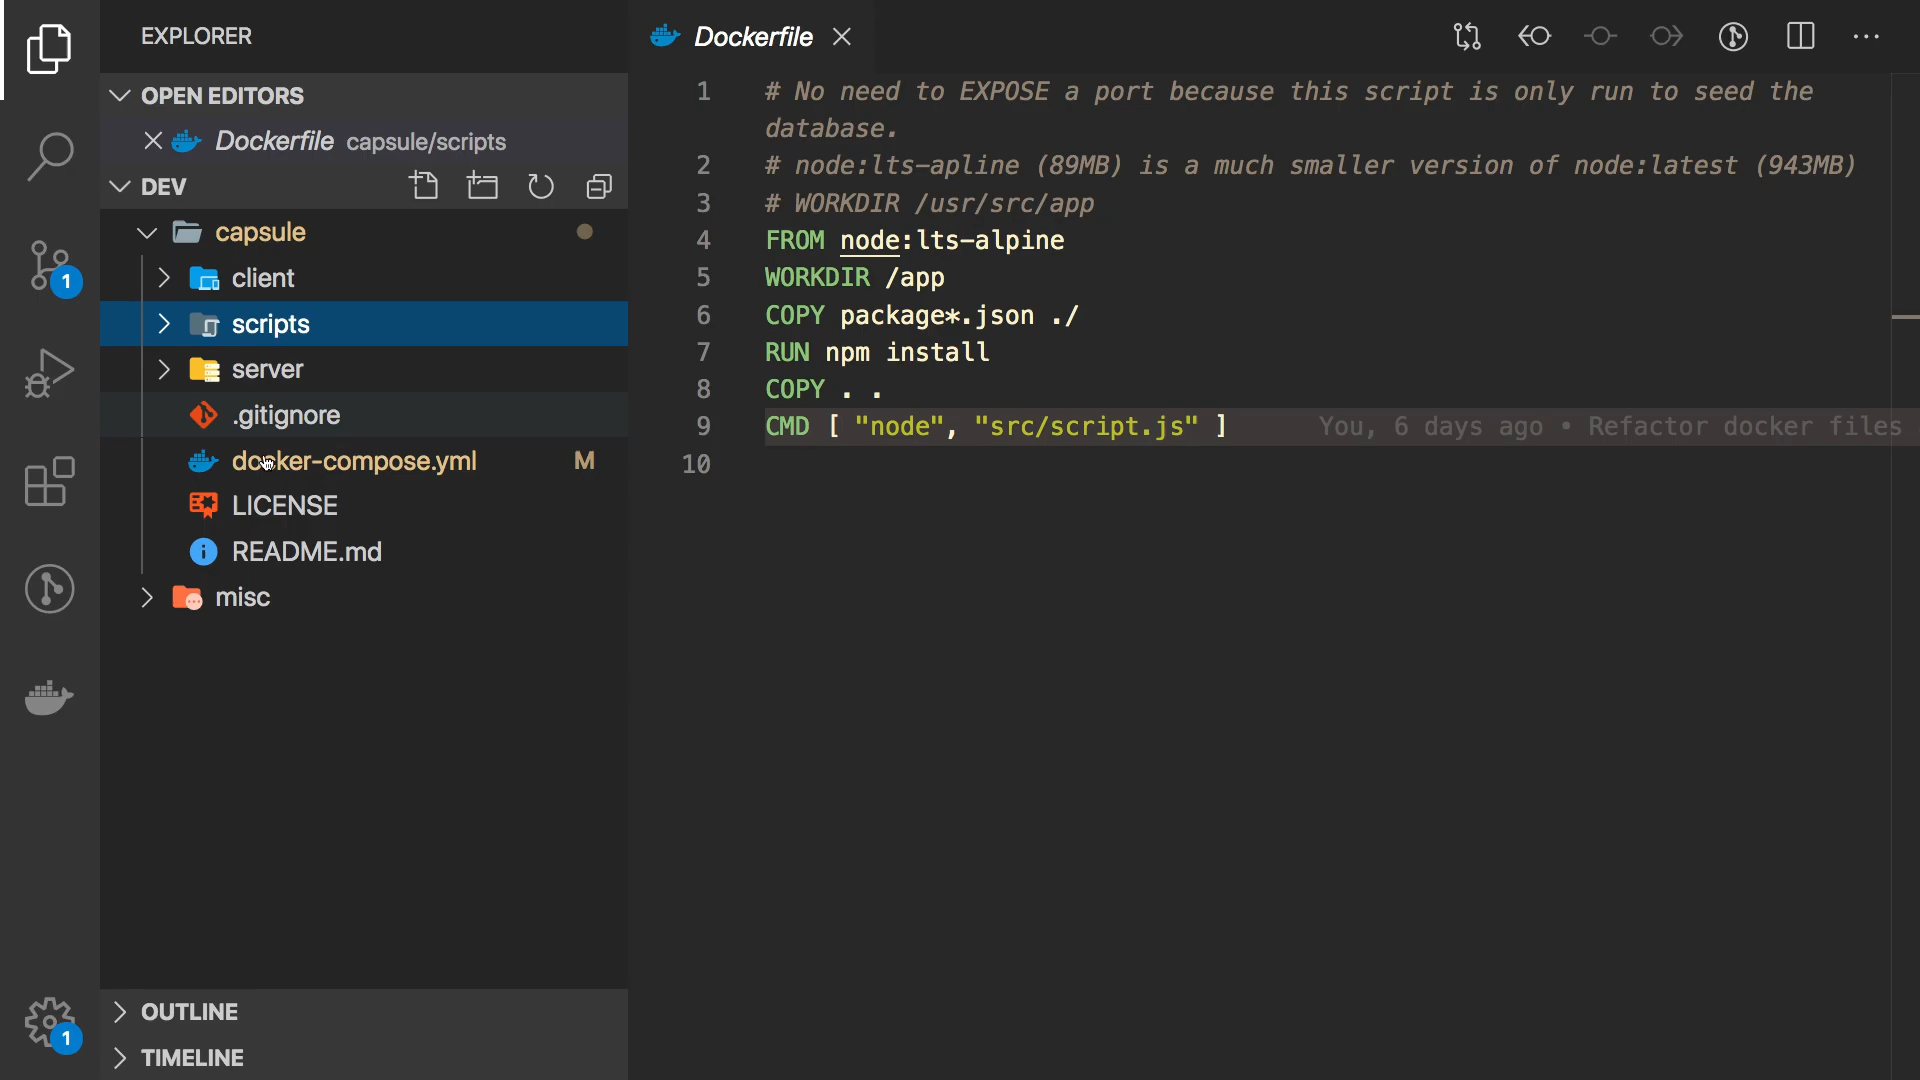 EXPLORER
OPEN EDITORS
Dockerfile capsule/scripts
DEV
capsule
client
scripts
server
.gitignore
docker-compose.yml M
LICENSE
README.md
misc
OUTLINE
TIMELINE
1
1
Dockerfile
1 # No need to EXPOSE a port because this script is only run to seed the
database.
2 # node:lts-apline (89MB) is a much smaller version of node:latest (943MB)
3 # WORKDIR /usr/src/app
4 FROM node:lts-alpine
5 WORKDIR /app
6 COPY package*.json ./
7 RUN npm install
8 COPY . .
9 CMD [ "node", "src/script.js" ] You, 6 days ago • Refactor docker files
10